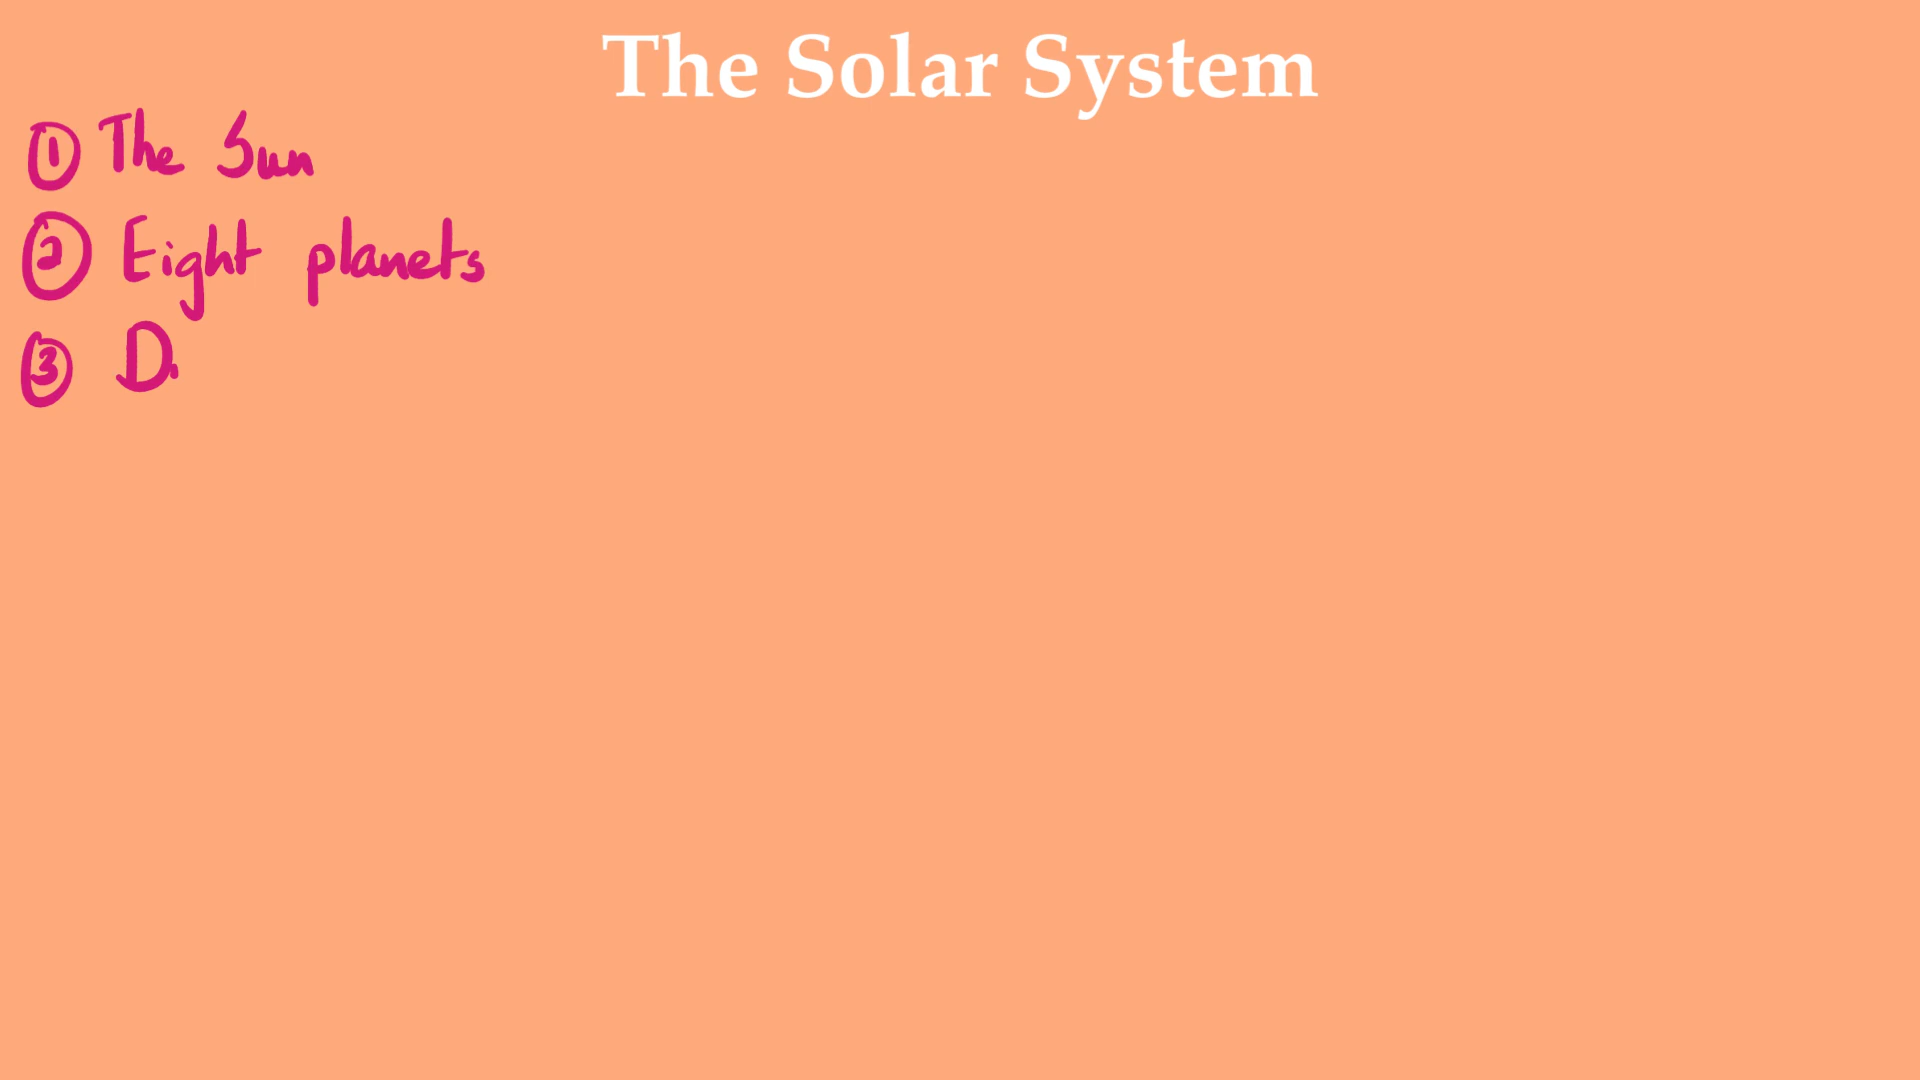 The Solar System
① The Sun
② Eight planets
③ D